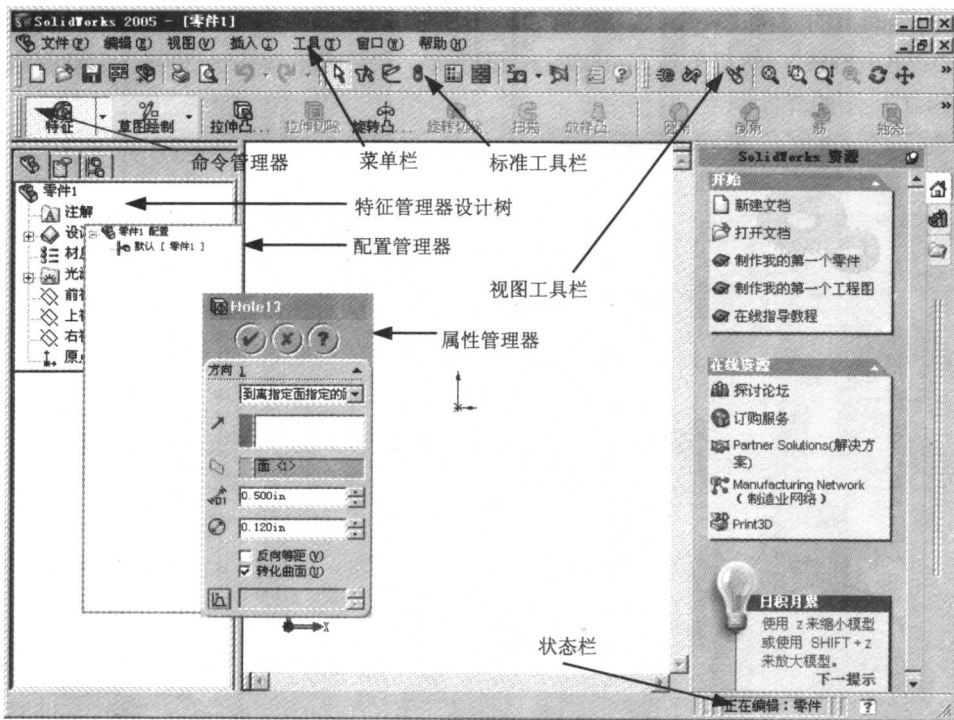 SolidWorks 2005 - [零件1]
文件(F) 编辑(E) 视图(V) 插入(I) 工具(T) 窗口(W) 帮助(H)
特征 草图绘制 拉伸凸... 拉伸切除 旋转凸... 旋转切除 扫描 放样凸... 圆角 倒角 筋 抽壳
命令管理器 菜单栏 标准工具栏
零件1
注解
设
材
光
前
上
右
原点
零件1 配置
默认 [ 零件1 ]
特征管理器设计树
配置管理器
视图工具栏
属性管理器
Hole13
方向 1
到离指定面指定的
面 <1>
D1
0.500in
0.120in
反向等距(V)
转化曲面(U)
X
SolidWorks 资源
开始
新建文档
打开文档
制作我的第一个零件
制作我的第一个工程图
在线指导教程
在线资源
探讨论坛
订购服务
Partner Solutions(解决方
案)
Manufacturing Network
(制造业网络)
Print3D
日积月累
使用 z 来缩小模型
或使用 SHIFT+z
来放大模型。
下一提示
状态栏
正在编辑：零件